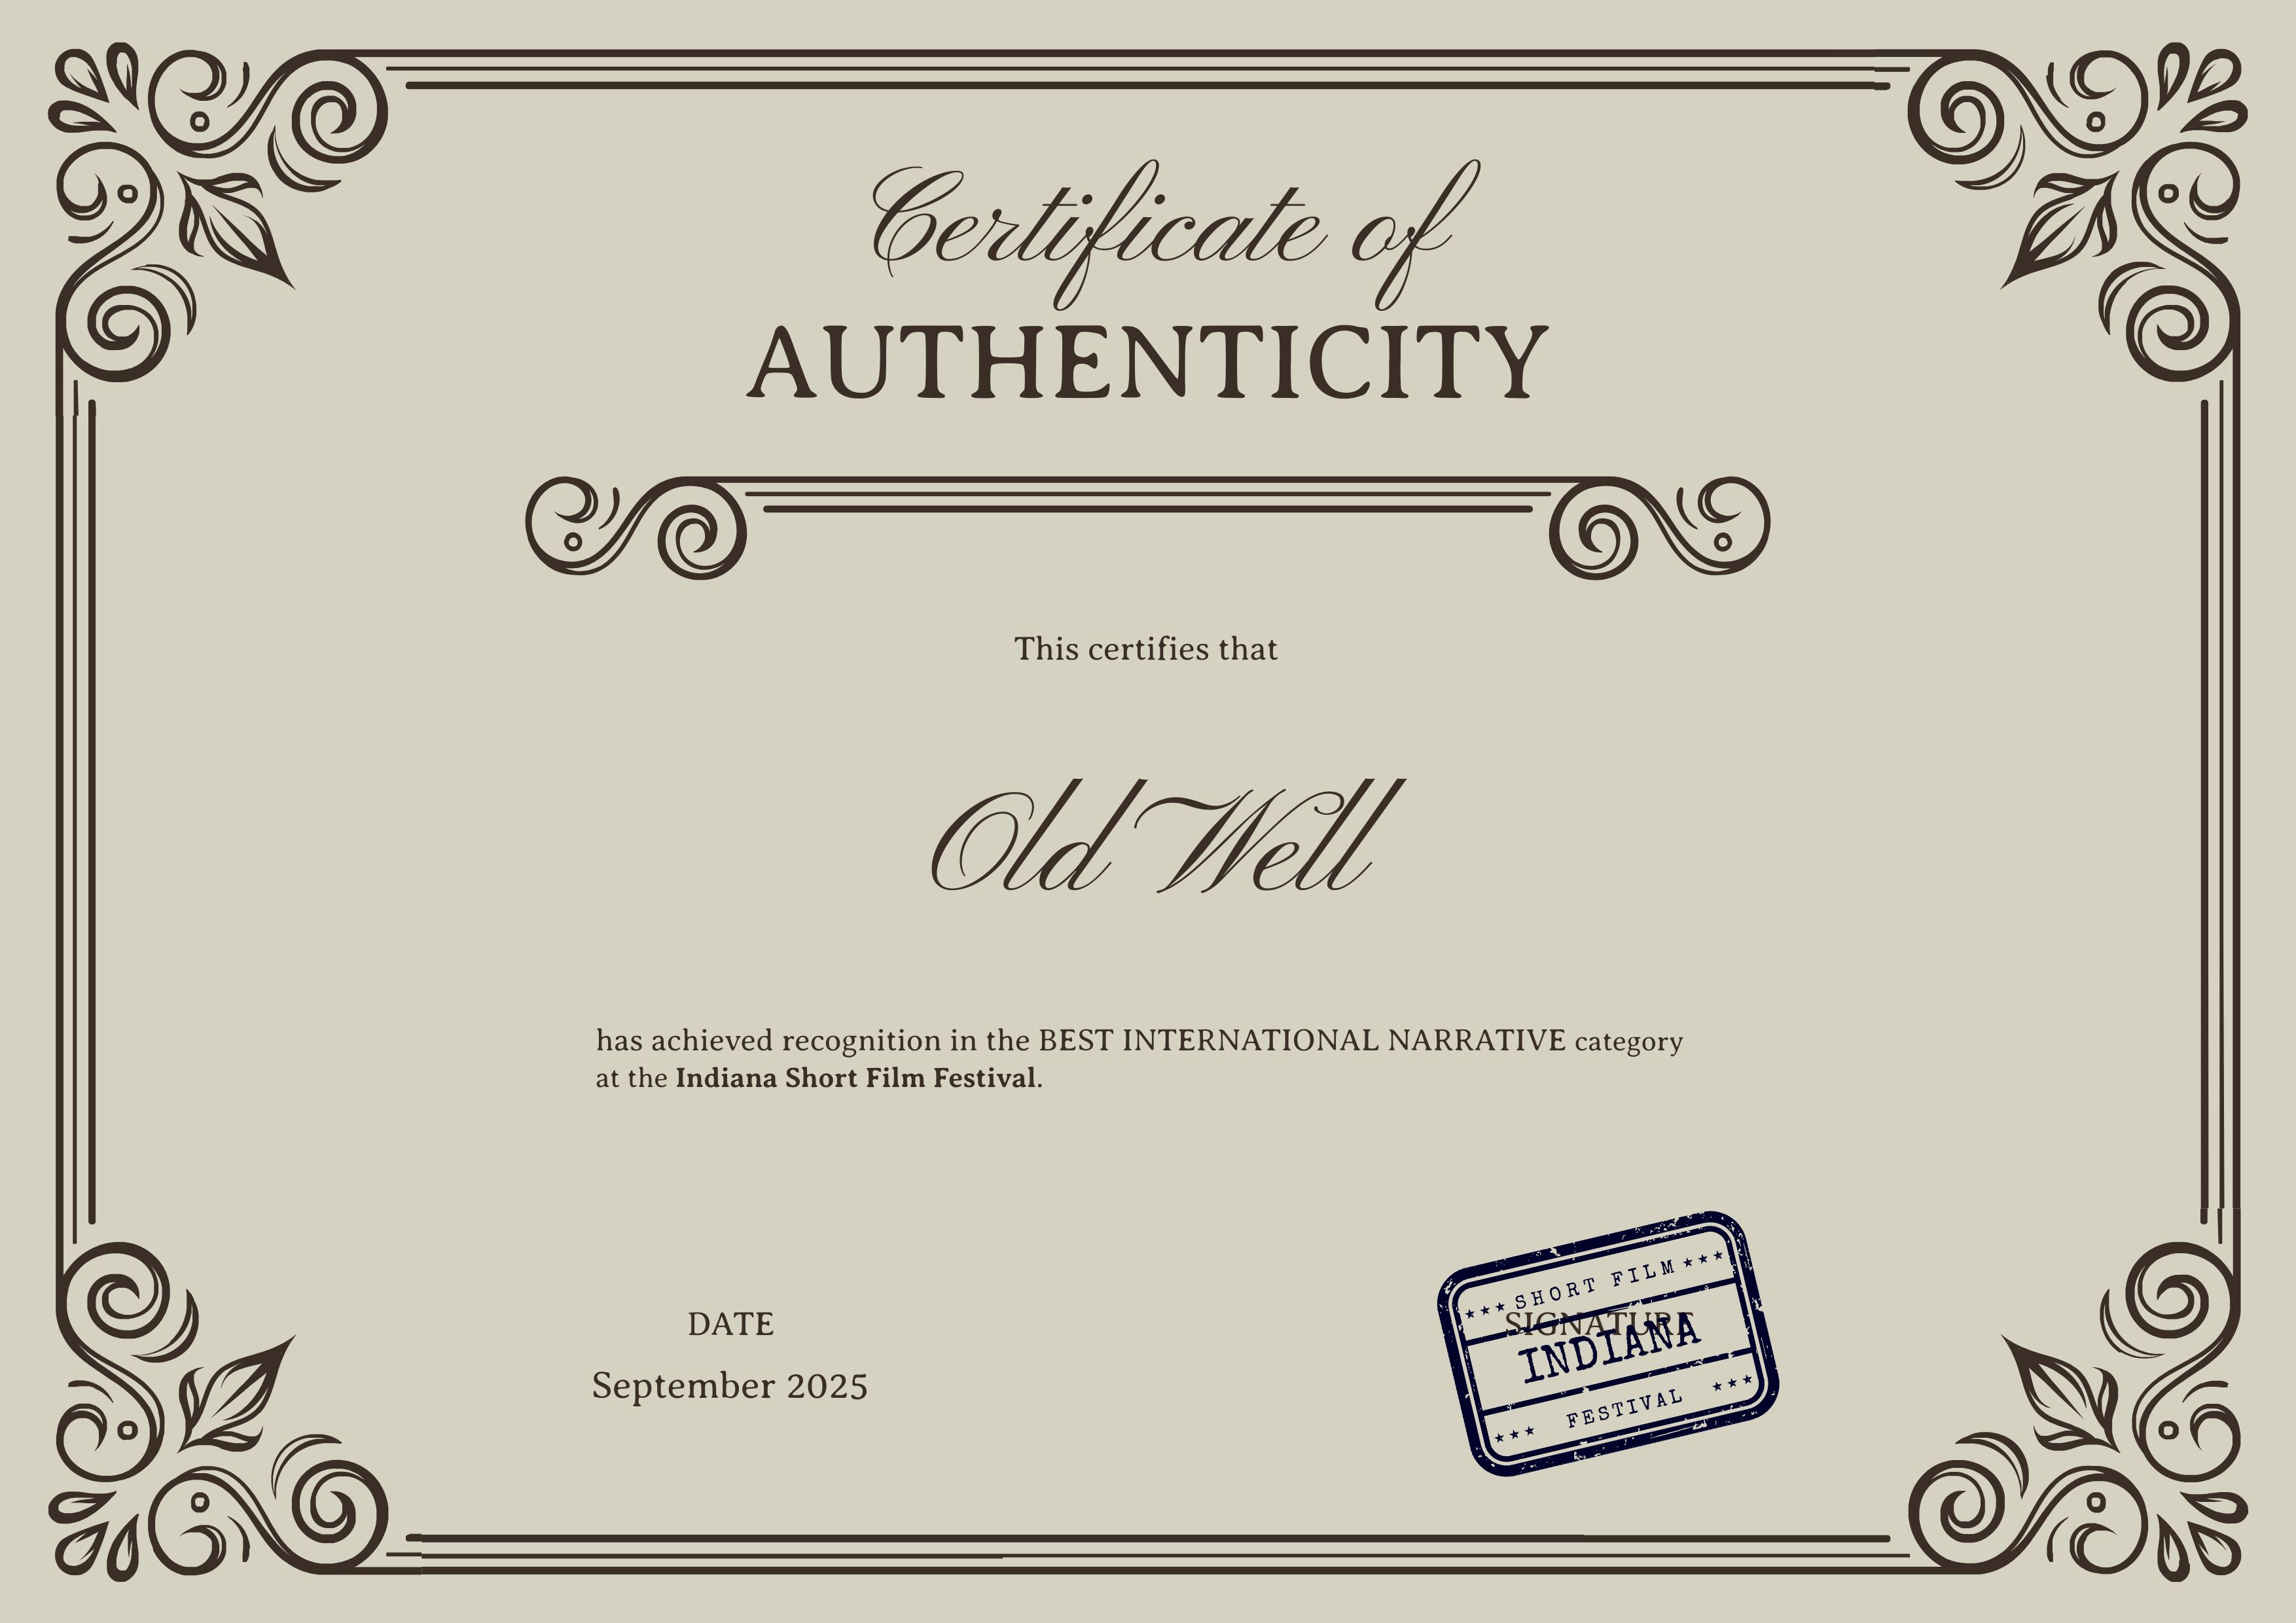 Certificate of
AUTHENTICITY
This certifies that
Old Well
has achieved recognition in the BEST INTERNATIONAL NARRATIVE category
at the Indiana Short Film Festival.
DATE
September 2025
SIGNATURE
★★★ SHORT FILM ★★★
INDIANA
★★★ FESTIVAL ★★★